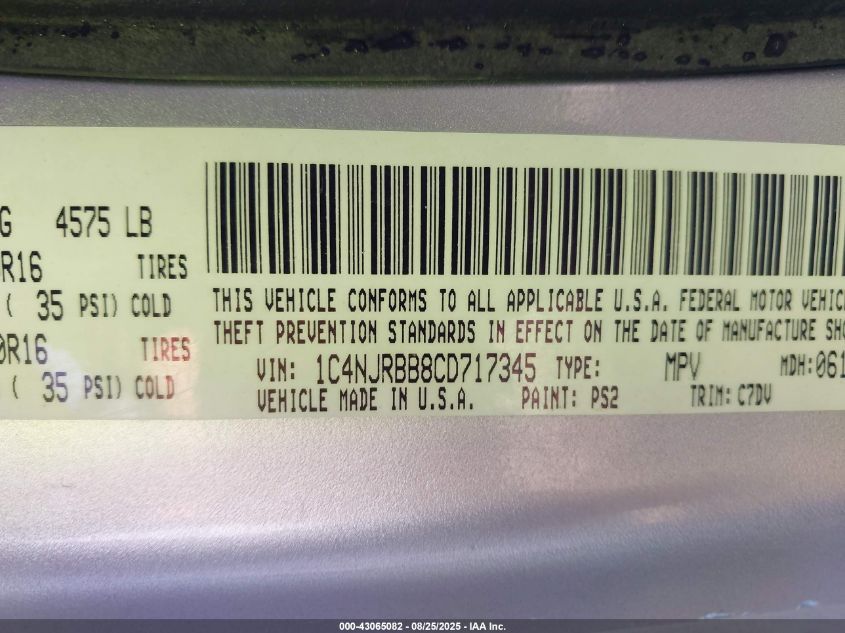 G 4575 LB
R16 TIRES
( 35 PSI) COLD
0R16 TIRES
( 35 PSI) COLD
THIS VEHICLE CONFORMS TO ALL APPLICABLE U.S.A. FEDERAL MOTOR VEHIC
THEFT PREVENTION STANDARDS IN EFFECT ON THE DATE OF MANUFACTURE SHO
VIN: 1C4NJRBB8CD717345 TYPE: MPV MDH:061
VEHICLE MADE IN U.S.A. PAINT: PS2 TRIM: C7DV
000-43065082 - 08/25/2025 - IAA Inc.